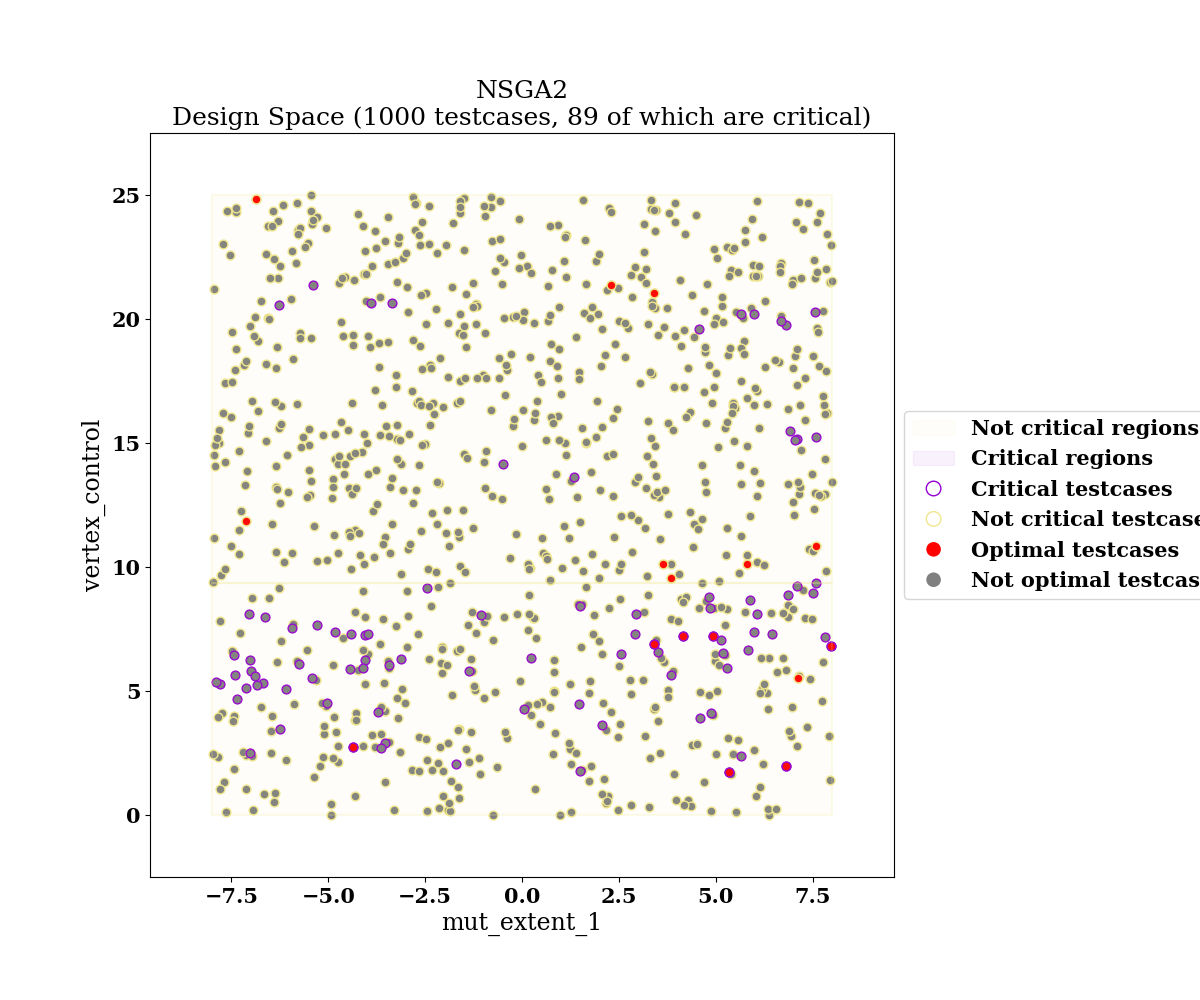 NSGA2
Design Space (1000 testcases, 89 of which are critical)
25
20
15
10
5
0
vertex_control
−7.5 −5.0 −2.5 0.0 2.5 5.0 7.5
mut_extent_1
Not critical regions
Critical regions
Critical testcases
Not critical testcase
Optimal testcases
Not optimal testcas